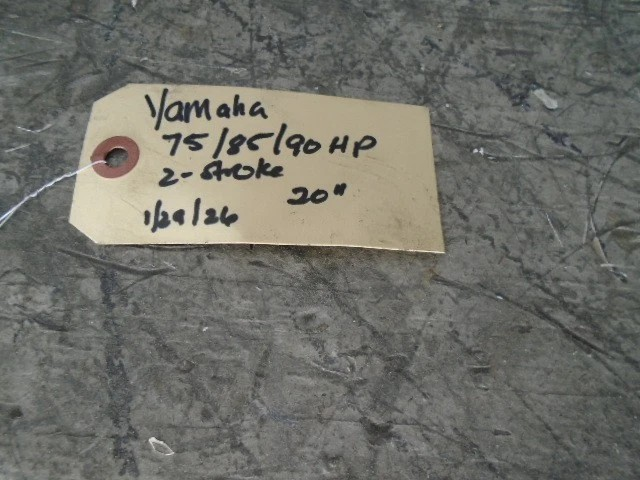 Yamaha
75/85/90 HP
2-stroke
20"
1/29/26